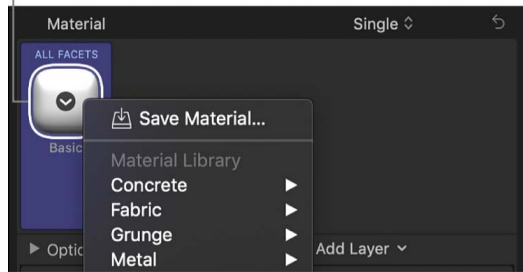 Material Single
ALL FACETS
Basic
Save Material...
Material Library
Concrete
Fabric
Grunge
Metal
Optic
Add Layer